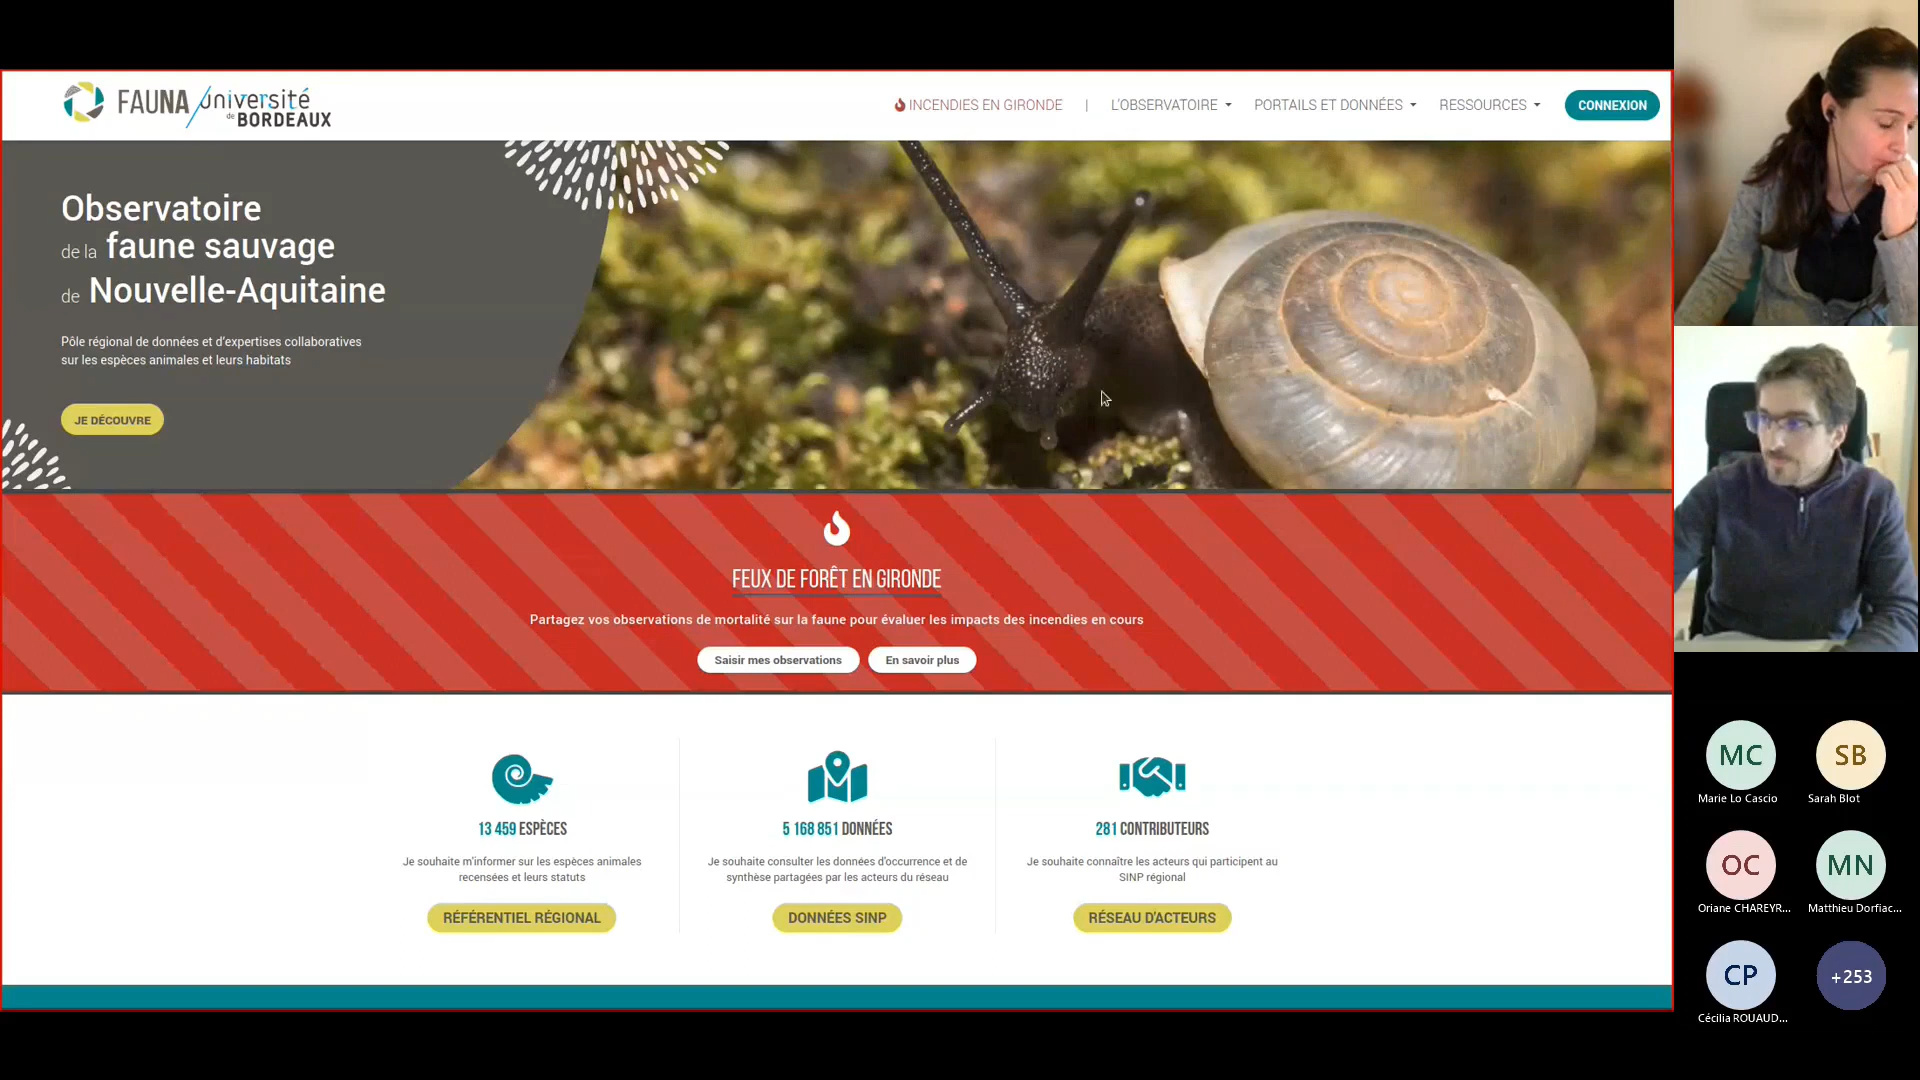 FAUNA université de BORDEAUX
INCENDIES EN GIRONDE | L'OBSERVATOIRE PORTAILS ET DONNÉES RESSOURCES CONNEXION
Observatoire
de la faune sauvage
de Nouvelle-Aquitaine
Pôle régional de données et d'expertises collaboratives
sur les espèces animales et leurs habitats
JE DÉCOUVRE
FEUX DE FORÊT EN GIRONDE
Partagez vos observations de mortalité sur la faune pour évaluer les impacts des incendies en cours
Saisir mes observations
En savoir plus
13 459 ESPÈCES
Je souhaite m'informer sur les espèces animales
recensées et leurs statuts
RÉFÉRENTIEL RÉGIONAL
5 168 851 DONNÉES
Je souhaite consulter les données d'occurrence et de
synthèse partagées par les acteurs du réseau
DONNÉES SINP
281 CONTRIBUTEURS
Je souhaite connaître les acteurs qui participent au
SINP régional
RÉSEAU D'ACTEURS
MC
Marie Lo Cascio
SB
Sarah Blot
OC
Oriane CHAREYR...
MN
Matthieu Dorfiac...
CP
Cécilia ROUAUD...
+253